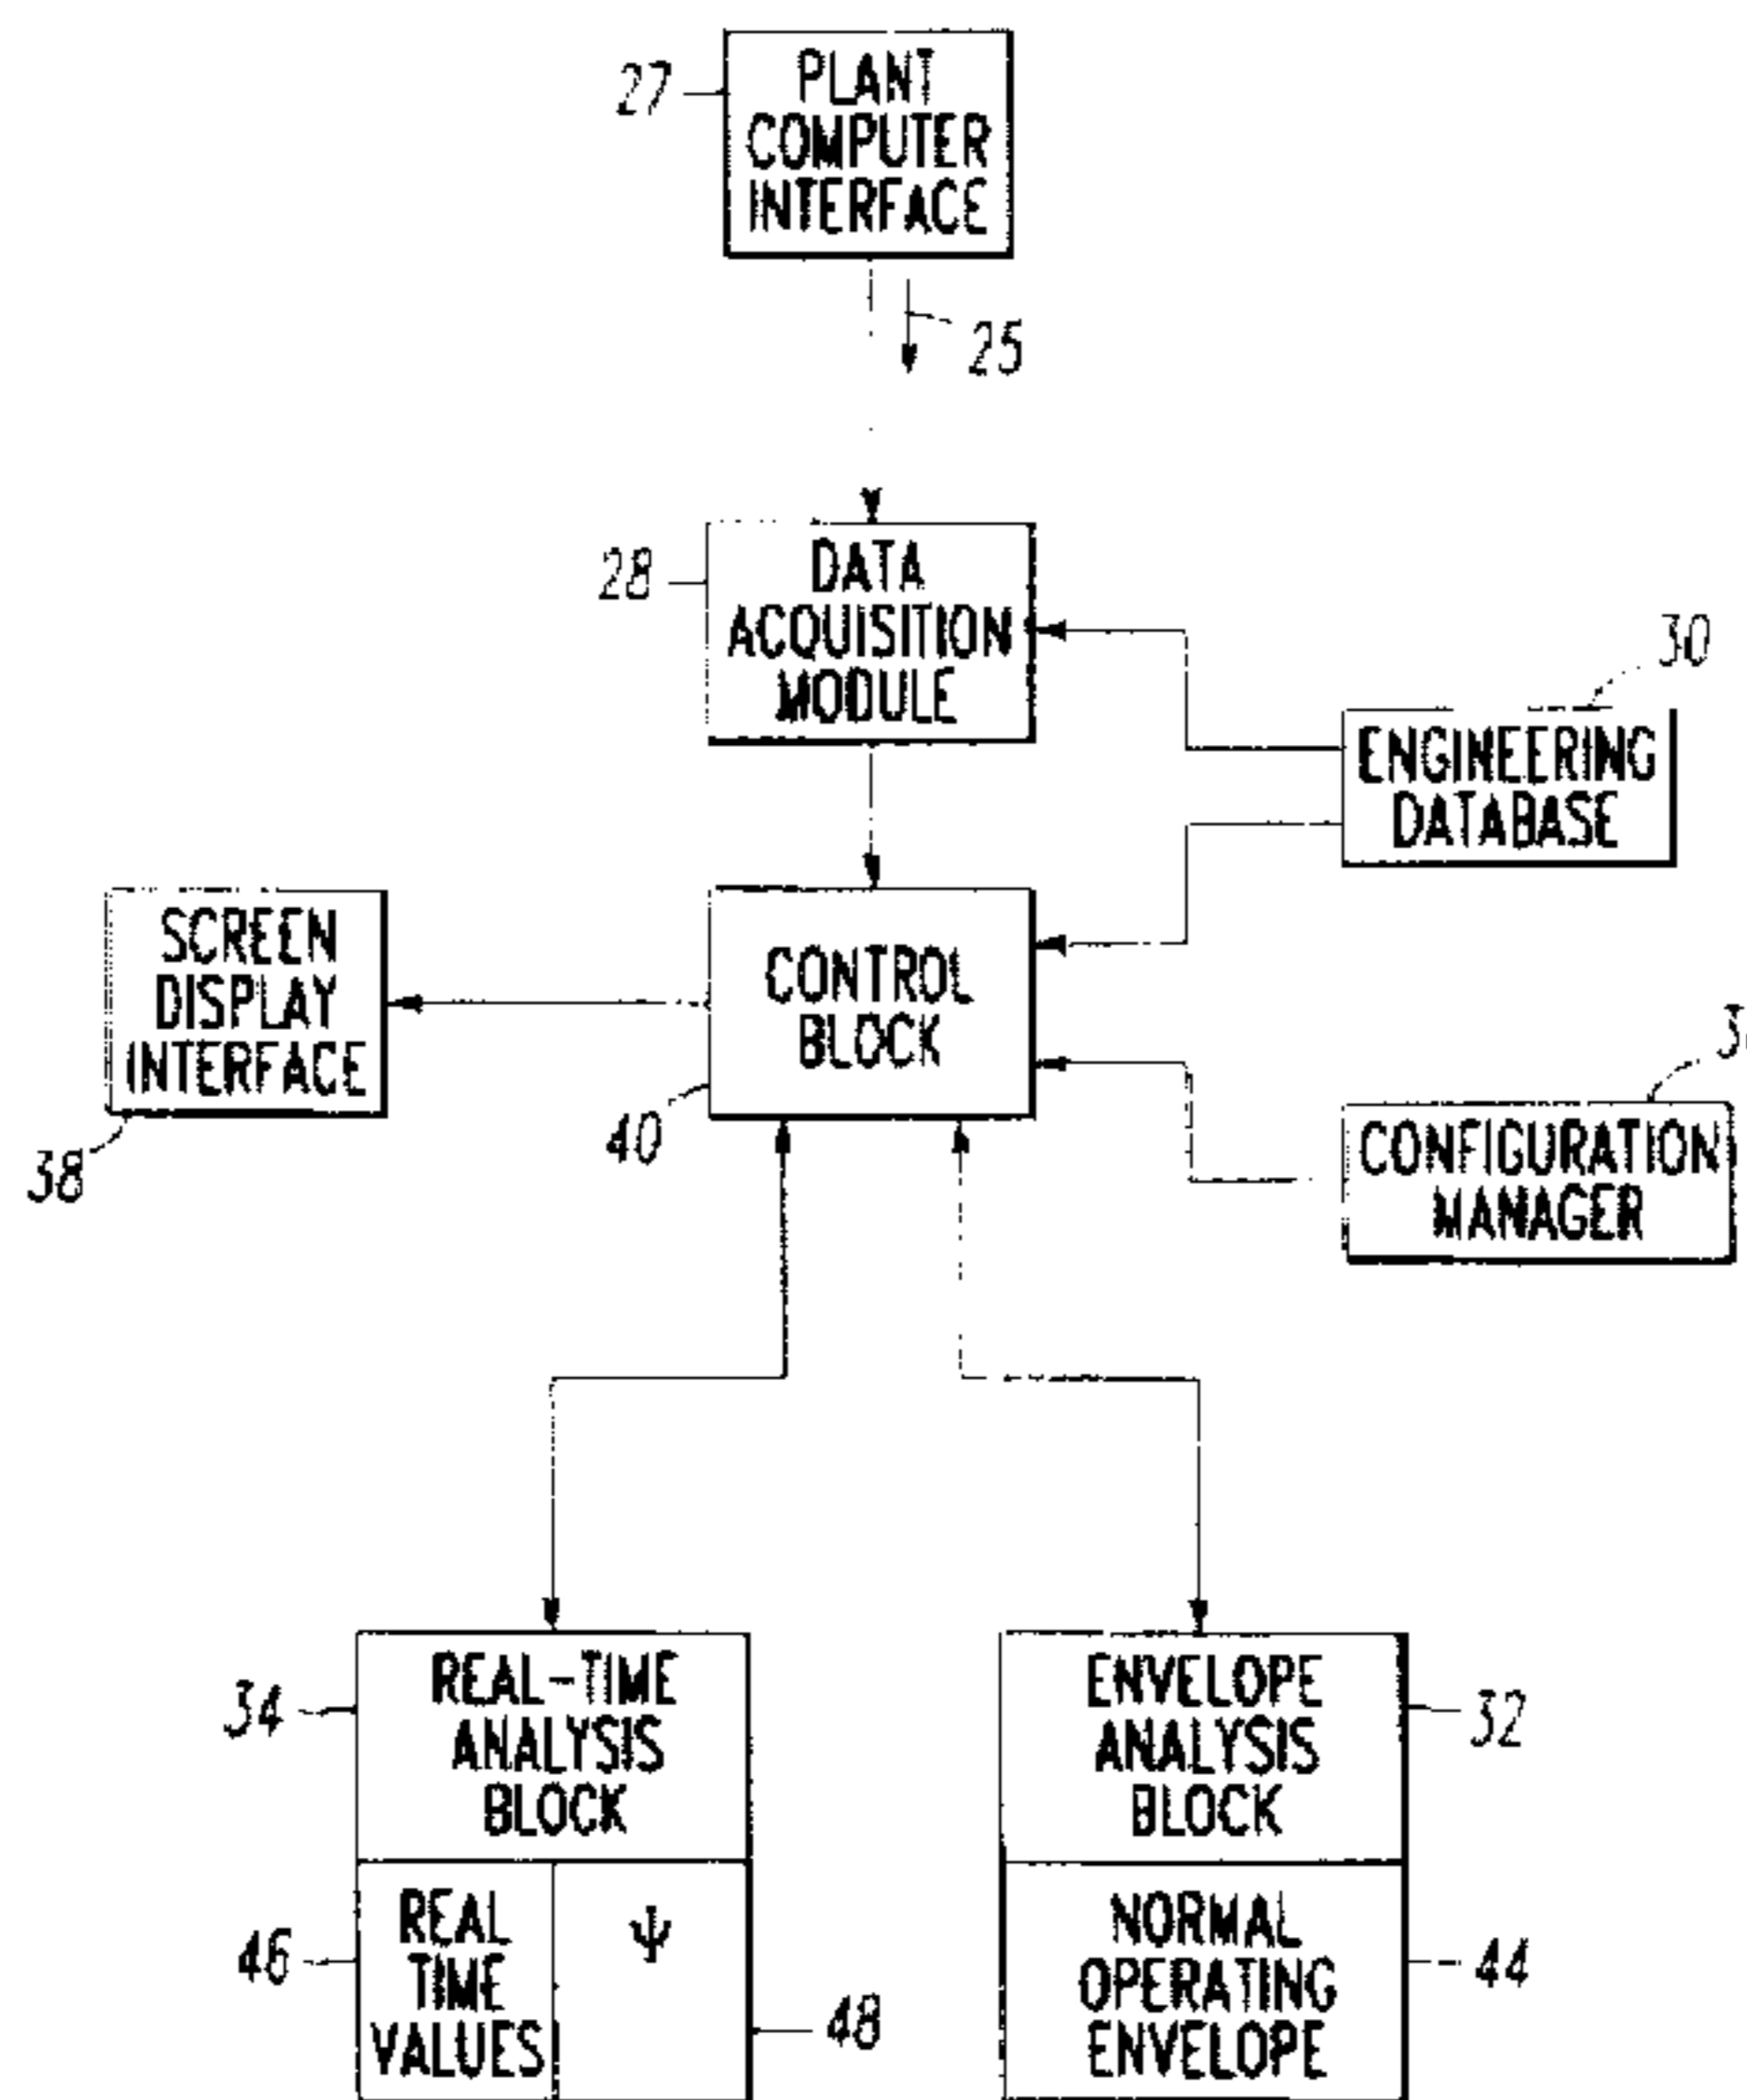 27
PLANT
COMPUTER
INTERFACE
25
28
DATA
ACQUISITION
MODULE
30
ENGINEERING
DATABASE
SCREEN
DISPLAY
INTERFACE
38
CONTROL
BLOCK
40
CONFIGURATION
MANAGER
34
REAL-TIME
ANALYSIS
BLOCK
ENVELOPE
ANALYSIS
BLOCK
32
46
REAL
TIME
VALUES
ψ
48
NORMAL
OPERATING
ENVELOPE
44